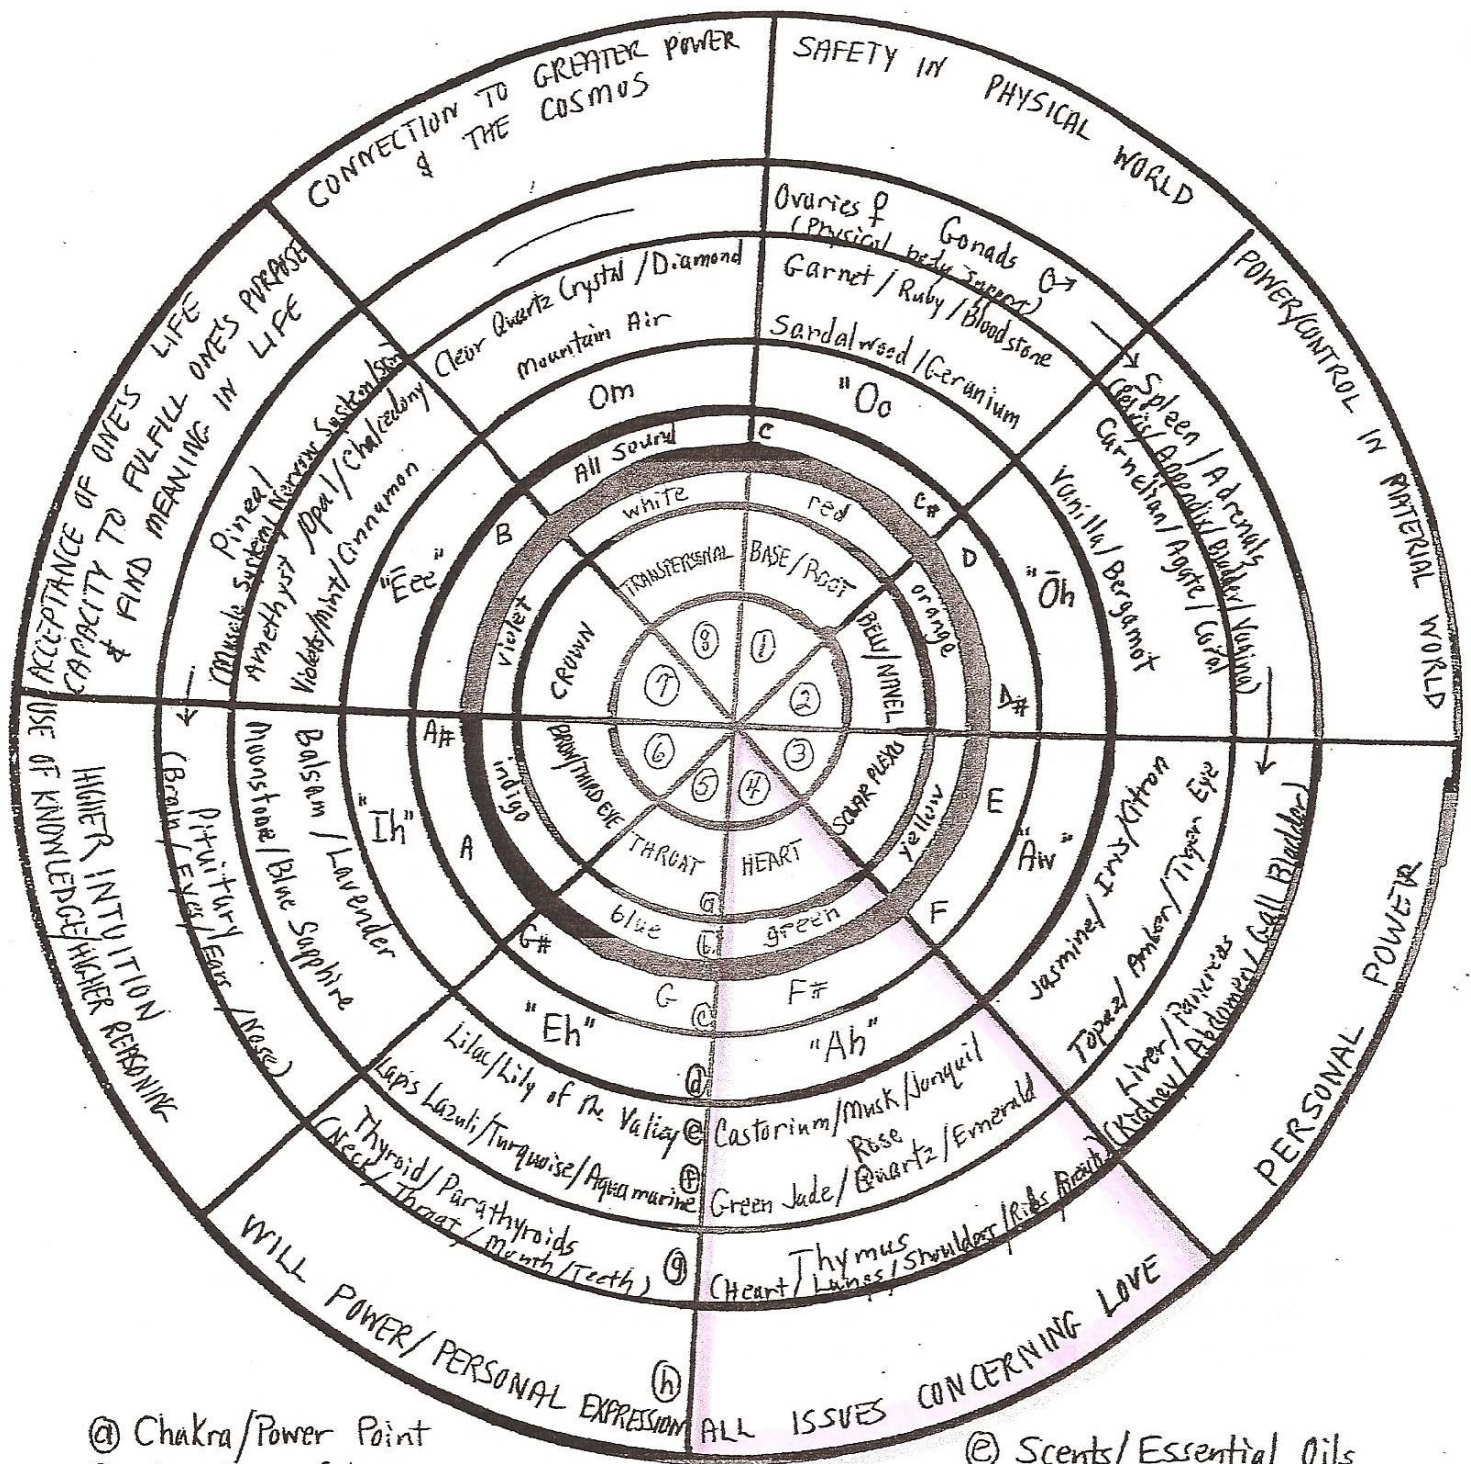 CONNECTION TO GREATER POWER
& THE COSMOS
Clear Quartz Crystal / Diamond
Mountain Air
Om
All Sound
white
TRANSPERSONAL
⑧
SAFETY IN PHYSICAL WORLD
Ovaries ♀ Gonads ♂
(Physical body support)
Garnet / Ruby / Bloodstone
Sandalwood / Geranium
"Oo
C
C#
red
BASE / ROOT
①
POWER/CONTROL IN MATERIAL WORLD
Spleen / Adrenals
(Pelvis/ Appendix/ Bladder/ Vagina)
Carnelian/ Agate / Coral
Vanilla / Bergamot
"Ōh
D
D#
orange
BELLY/NAVEL
②
PERSONAL POWER
Liver/ Pancreas
(Kidney/ Abdomen/ Gall Bladder)
Topaz/ Amber/ Tiger Eye
Jasmine/ Iris/Citron
"Aw"
E
F
yellow
SOLAR PLEXUS
③
ALL ISSUES CONCERNING LOVE
Thymus
(Heart / Lungs / Shoulders / Ribs /Breasts)
Green Jade / Quartz / Emerald
Rose
Castorium/Musk/Jonquil
"Ah"
F#
green
HEART
④
WILL POWER/ PERSONAL EXPRESSION ⓗ
Thyroid/ Parathyroids
(Neck / Throat / Mouth /Teeth) ⓖ
Lapis Lazuli/Turquoise/Aquamarine ⓕ
Lilac/Lily of the Valley ⓔ
"Eh" ⓓ
G ⓒ
G#
blue ⓑ
THROAT ⓐ
⑤
HIGHER INTUITION
USE OF KNOWLEDGE/HIGHER REASONING
Pituitary
(Brain / Eyes / Ears /Nose)
Moonstone/Blue Sapphire
Balsam / Lavender
"Ih"
A
A#
indigo
BROW/THIRD EYE
⑥
ACCEPTANCE OF ONE'S LIFE
CAPACITY TO FULFILL ONE'S PURPOSE
& FIND MEANING IN LIFE
Pineal
(Muscle System/ Nervous System/Skin)
Amethyst /Opal / Chalcedony
Violets/mint/Cinnamon
"Ēee"
B
violet
CROWN
⑦
ⓐ Chakra/Power Point
ⓔ Scents/Essential Oils